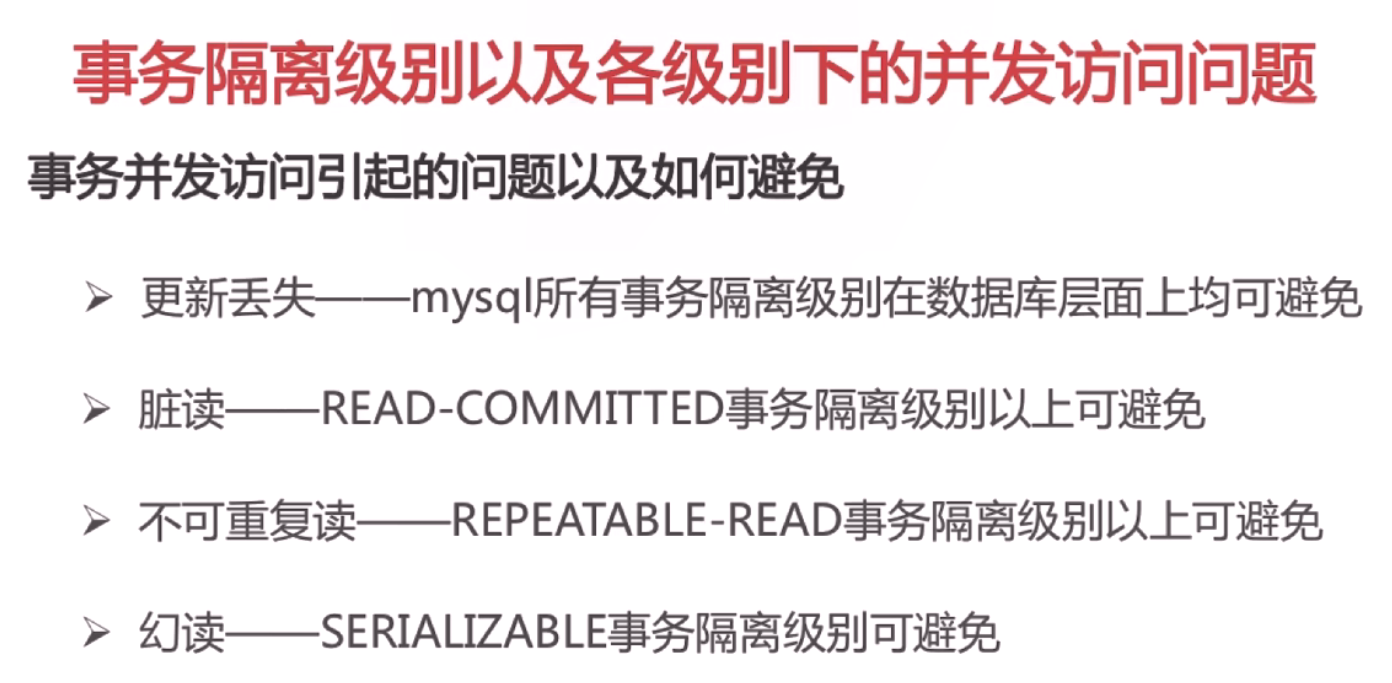 事务隔离级别以及各级别下的并发访问问题
事务并发访问引起的问题以及如何避免
➢ 更新丢失——mysql所有事务隔离级别在数据库层面上均可避免
➢ 脏读——READ-COMMITTED事务隔离级别以上可避免
➢ 不可重复读——REPEATABLE-READ事务隔离级别以上可避免
➢ 幻读——SERIALIZABLE事务隔离级别可避免